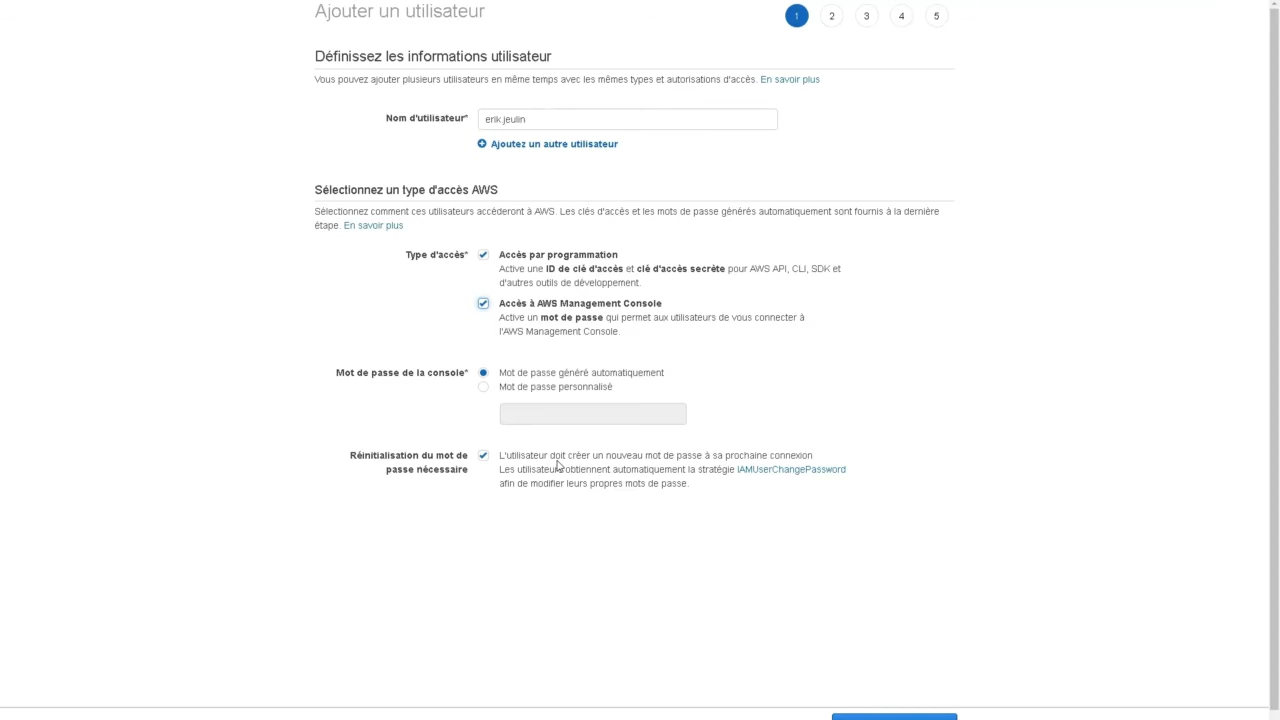 Ajouter un utilisateur
1 2 3 4 5
Définissez les informations utilisateur
Vous pouvez ajouter plusieurs utilisateurs en même temps avec les mêmes types et autorisations d'accès. En savoir plus
Nom d'utilisateur* erik.jeulin
Ajoutez un autre utilisateur
Sélectionnez un type d'accès AWS
Sélectionnez comment ces utilisateurs accèderont à AWS. Les clés d'accès et les mots de passe générés automatiquement sont fournis à la dernière
étape. En savoir plus
Type d'accès* Accès par programmation
Active une ID de clé d'accès et clé d'accès secrète pour AWS API, CLI, SDK et
d'autres outils de développement.
Accès à AWS Management Console
Active un mot de passe qui permet aux utilisateurs de vous connecter à
l'AWS Management Console.
Mot de passe de la console* Mot de passe généré automatiquement
Mot de passe personnalisé
Réinitialisation du mot de L'utilisateur doit créer un nouveau mot de passe à sa prochaine connexion
passe nécessaire Les utilisateurs obtiennent automatiquement la stratégie IAMUserChangePassword
afin de modifier leurs propres mots de passe.